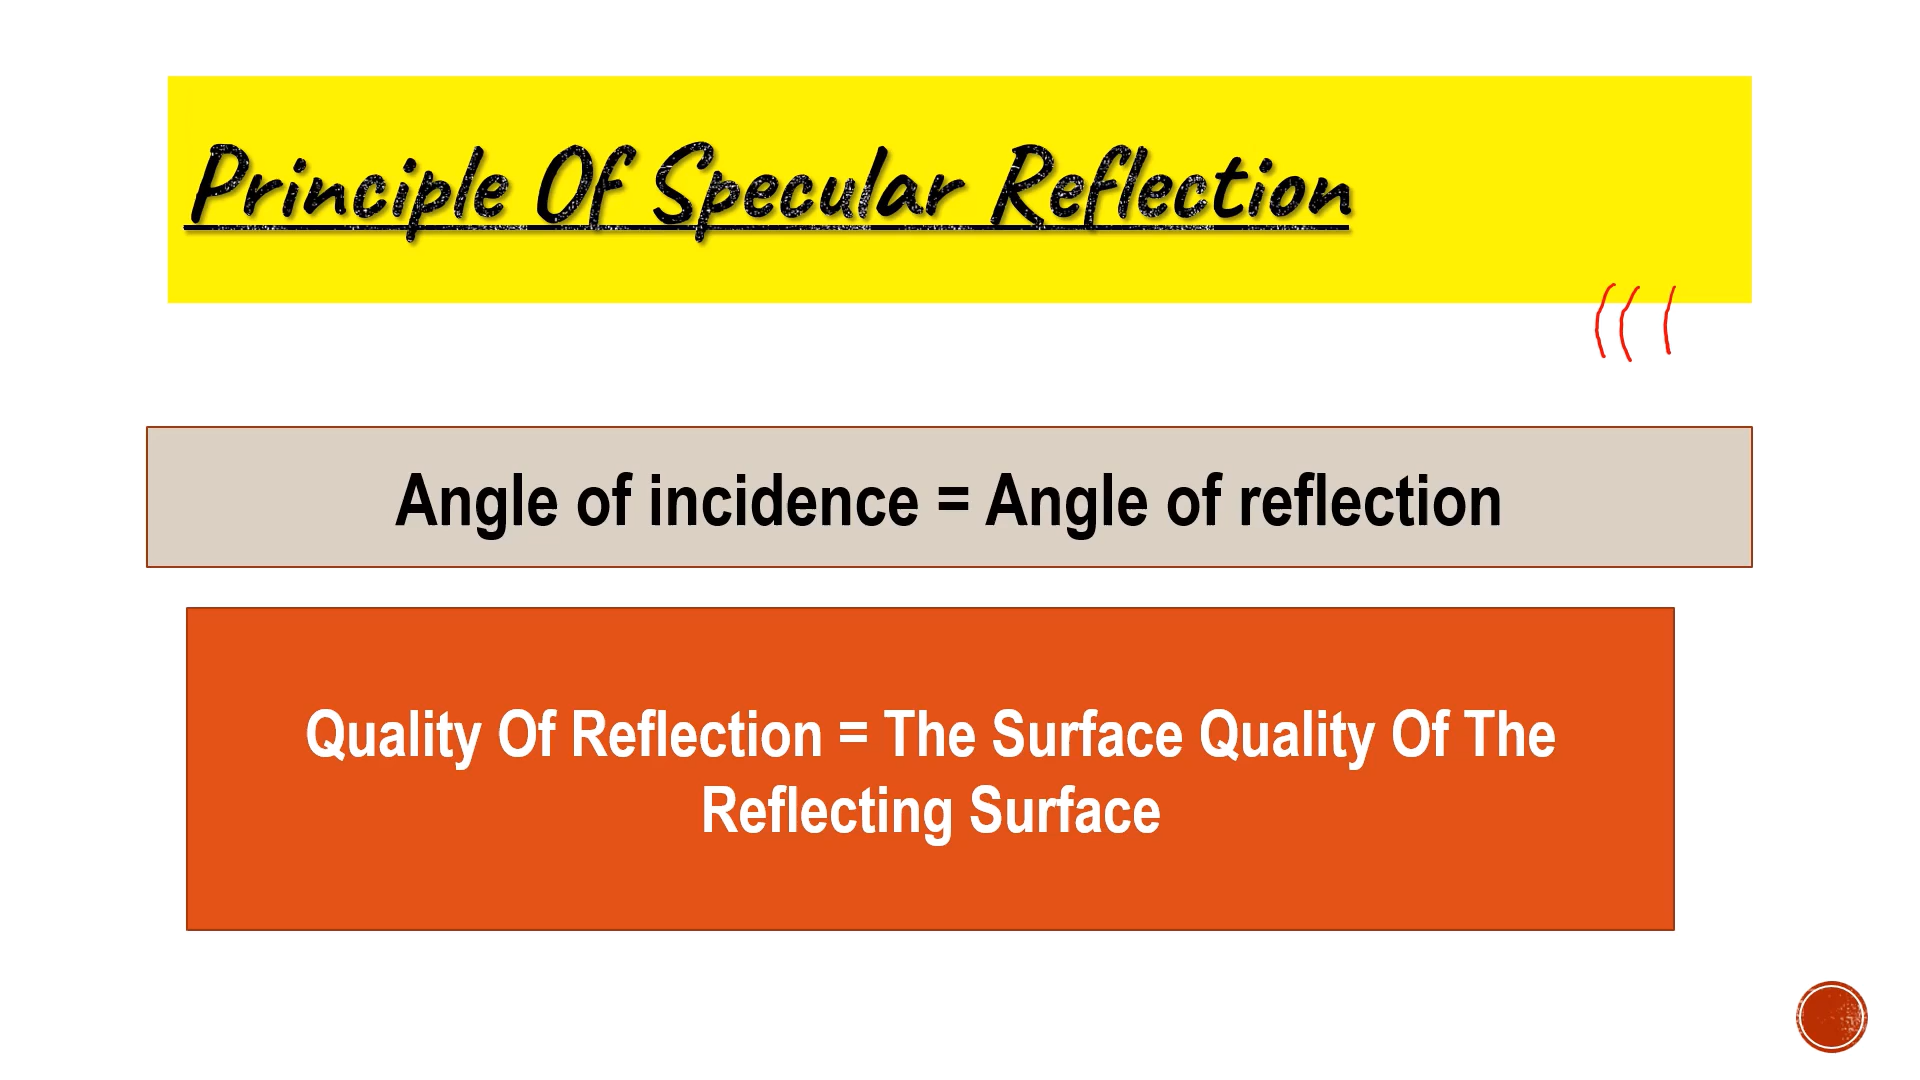 Principle Of Specular Reflection
Angle of incidence = Angle of reflection
Quality Of Reflection = The Surface Quality Of The
Reflecting Surface